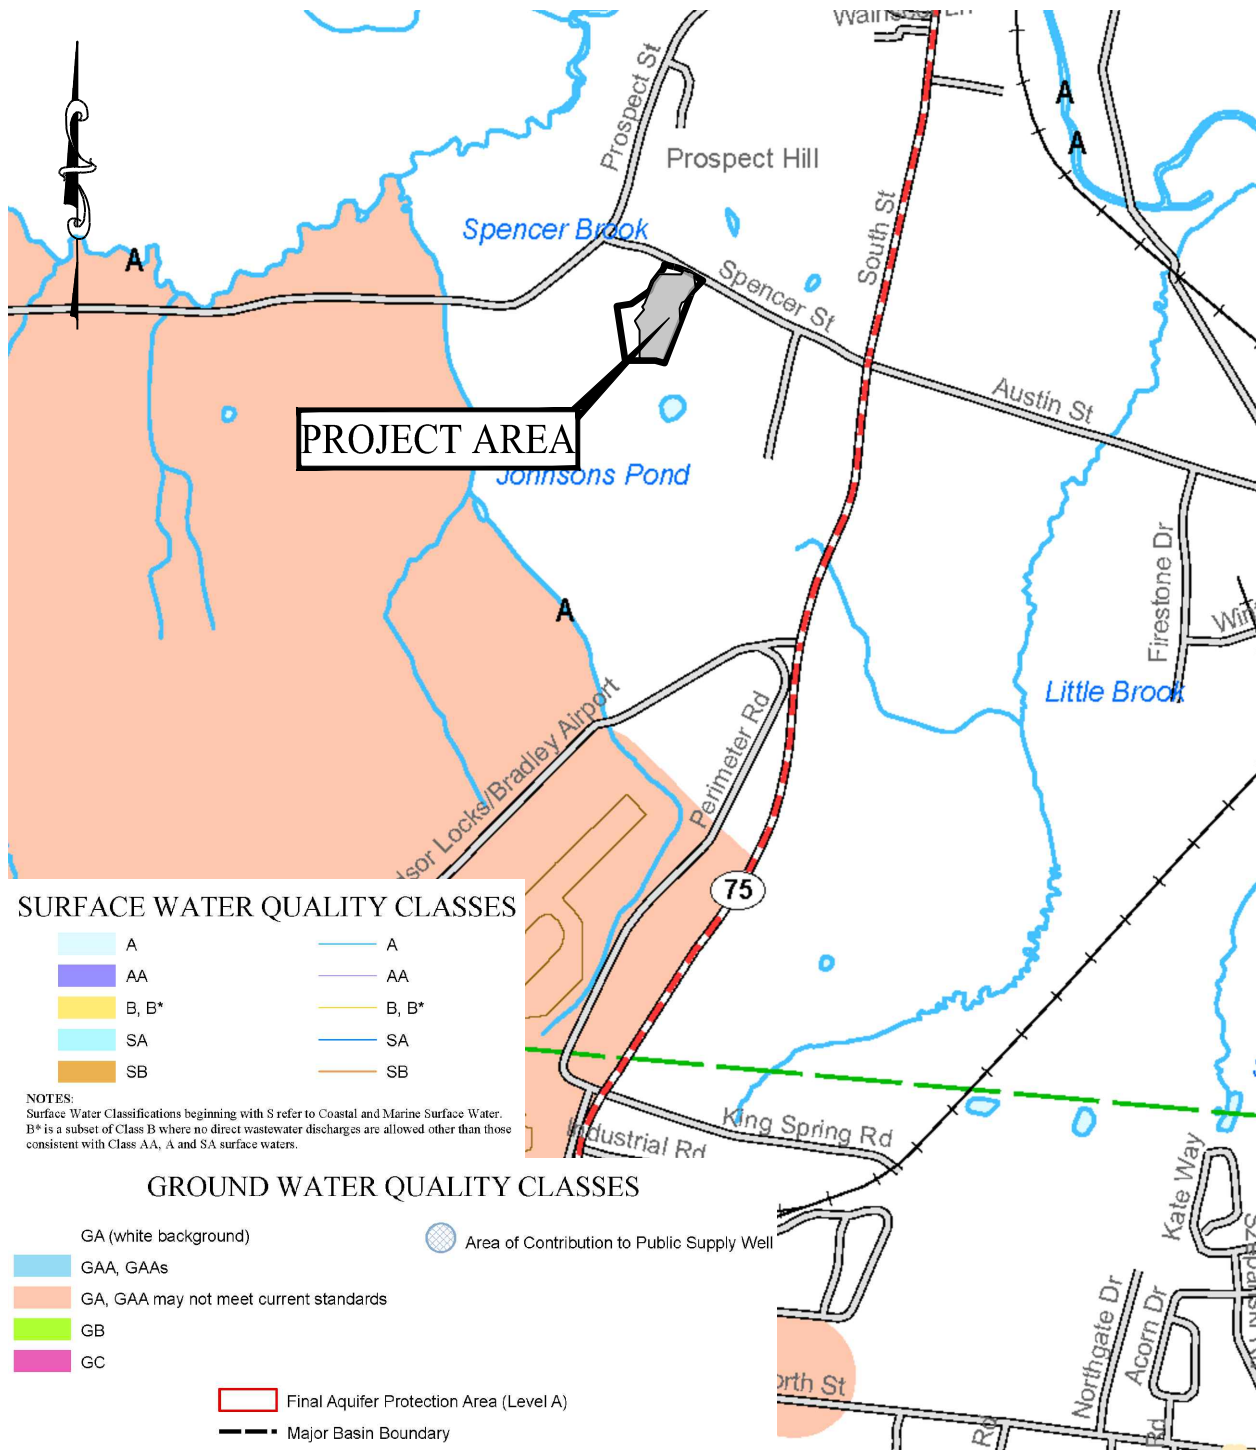 Prospect St
Prospect Hill
South St
A
A
Spencer Brook
A
Spencer St
Austin St
PROJECT AREA
Johnsons Pond
Firestone Dr
A
Little Brook
Perimeter Rd
75
SURFACE WATER QUALITY CLASSES
A
A
AA
AA
B, B*
B, B*
SA
SA
SB
SB
NOTES:
Surface Water Classifications beginning with S refer to Coastal and Marine Surface Water.
B* is a subset of Class B where no direct wastewater discharges are allowed other than those
consistent with Class AA, A and SA surface waters.
King Spring Rd
Industrial Rd
Kate Way
GROUND WATER QUALITY CLASSES
GA (white background)
Area of Contribution to Public Supply Well
GAA, GAAs
GA, GAA may not meet current standards
GB
GC
Northgate Dr
Acorn Dr
orth St
Rd
Rd
Final Aquifer Protection Area (Level A)
Major Basin Boundary
dsor Locks/Bradley Airport